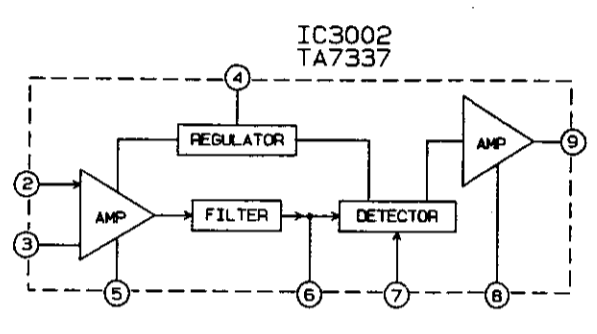 IC3002
TA7337
4
REGULATOR
AMP
9
2
AMP
FILTER
DETECTOR
3
5
6
7
8